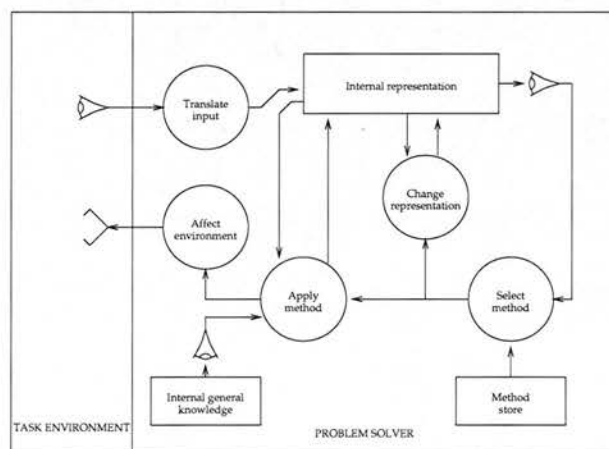 Translate
input
Internal representation
Affect
environment
Change
representation
Apply
method
Select
method
Internal general
knowledge
Method
store
TASK ENVIRONMENT
PROBLEM SOLVER